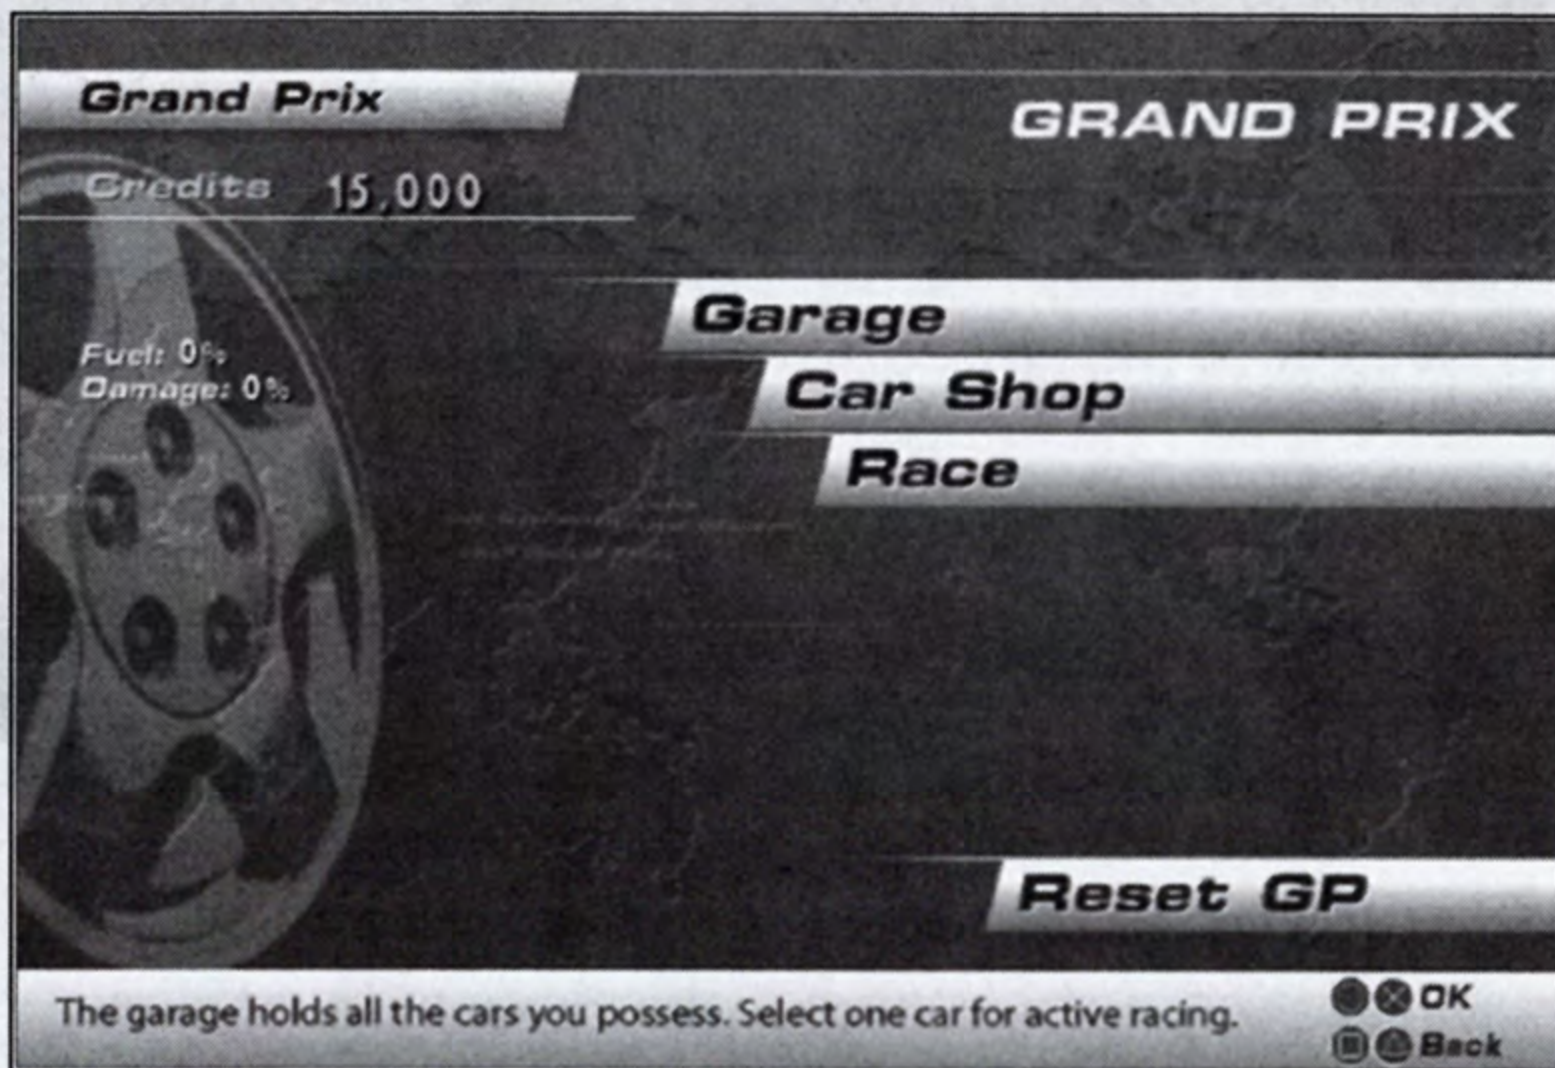 Grand Prix
GRAND PRIX
Credits 15,000
Garage
Fuel: 0%
Damage: 0%
Car Shop
Race
Reset GP
The garage holds all the cars you possess. Select one car for active racing.
OK
Back